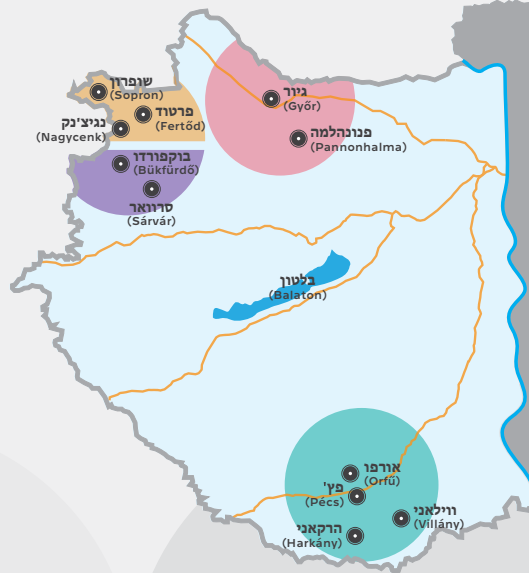 שופרון
(Sopron)
פרטוד
(Fertőd)
נגיצ'נק
(Nagycenk)
גיור
(Győr)
פנונהלמה
(Pannonhalma)
בוקפורדו
(Bükfürdő)
סרוואר
(Sárvár)
בלטון
(Balaton)
אורפו
(Orfű)
פץ'
(Pécs)
ווילאני
(Villány)
הרקאני
(Harkány)